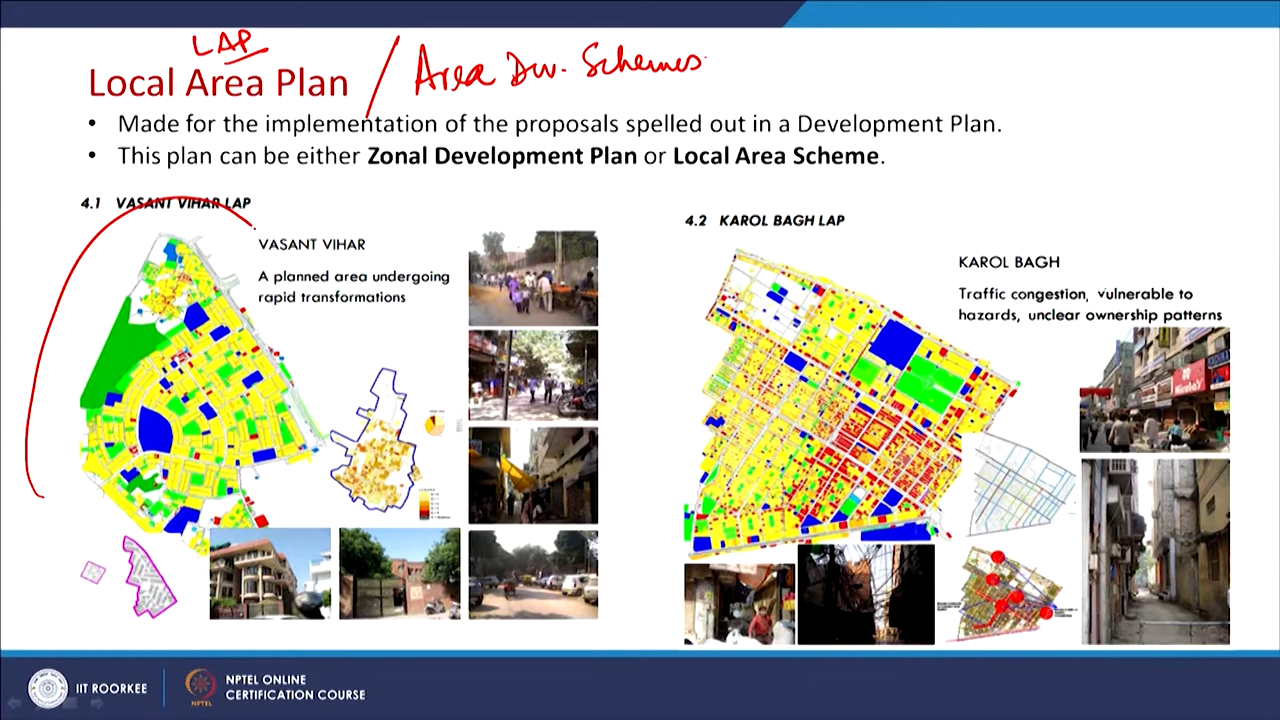 LAP
Local Area Plan / Area Dev. Schemes
• Made for the implementation of the proposals spelled out in a Development Plan.
• This plan can be either Zonal Development Plan or Local Area Scheme.
4.1 VASANT VIHAR LAP
VASANT VIHAR
A planned area undergoing
rapid transformations
4.2 KAROL BAGH LAP
KAROL BAGH
Traffic congestion, vulnerable to
hazards, unclear ownership patterns
IIT ROORKEE
NPTEL
NPTEL ONLINE
CERTIFICATION COURSE